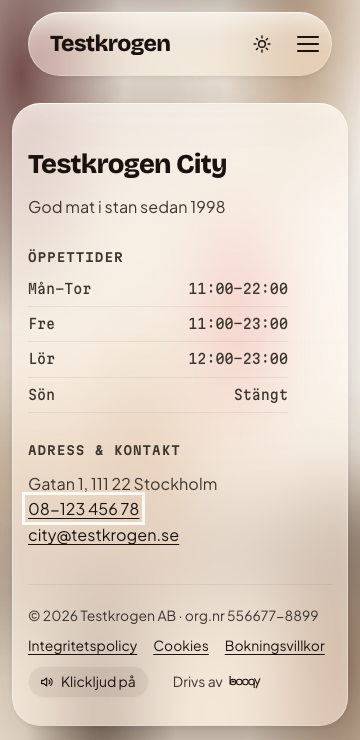 Testkrogen
Testkrogen City
God mat i stan sedan 1998
ÖPPETTIDER
Mån–Tor 11:00–22:00
Fre 11:00–23:00
Lör 12:00–23:00
Sön Stängt
ADRESS & KONTAKT
Gatan 1, 111 22 Stockholm
08-123 456 78
city@testkrogen.se
© 2026 Testkrogen AB · org.nr 556677-8899
Integritetspolicy Cookies Bokningsvillkor
Klickljud på Drivs av booqy